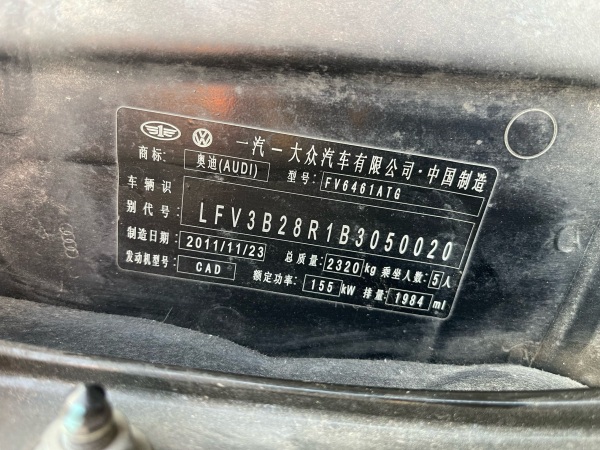 一汽一大众汽车有限公司·中国制造
商标: 奥迪(AUDI) 型号: FV6461ATG
车辆识
别代号: LFV3B28R1B3050020
制造日期: 2011/11/23 总质量: 2320 kg 乘坐人数: 5 人
发动机型号: CAD 额定功率: 155 kW 排量: 1984 ml